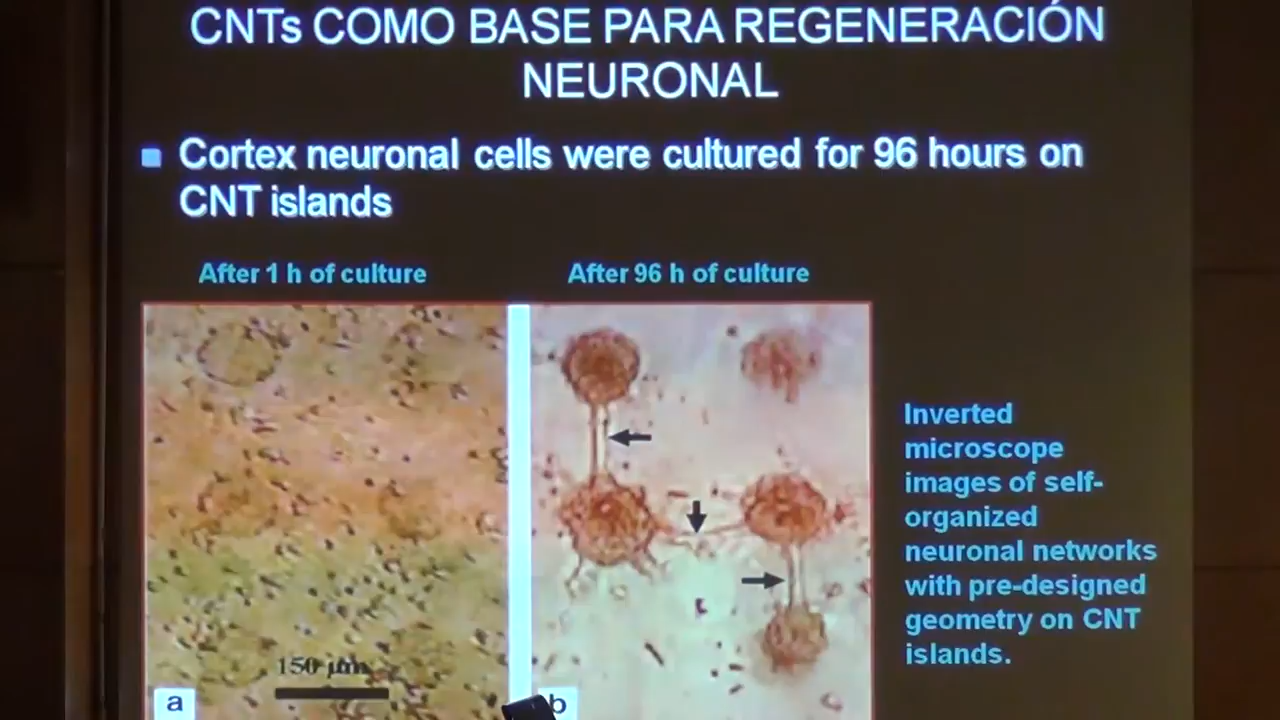 CNTs COMO BASE PARA REGENERACIÓN
NEURONAL
Cortex neuronal cells were cultured for 96 hours on
CNT islands
After 1 h of culture
After 96 h of culture
150 µm
a
b
Inverted
microscope
images of self-
organized
neuronal networks
with pre-designed
geometry on CNT
islands.